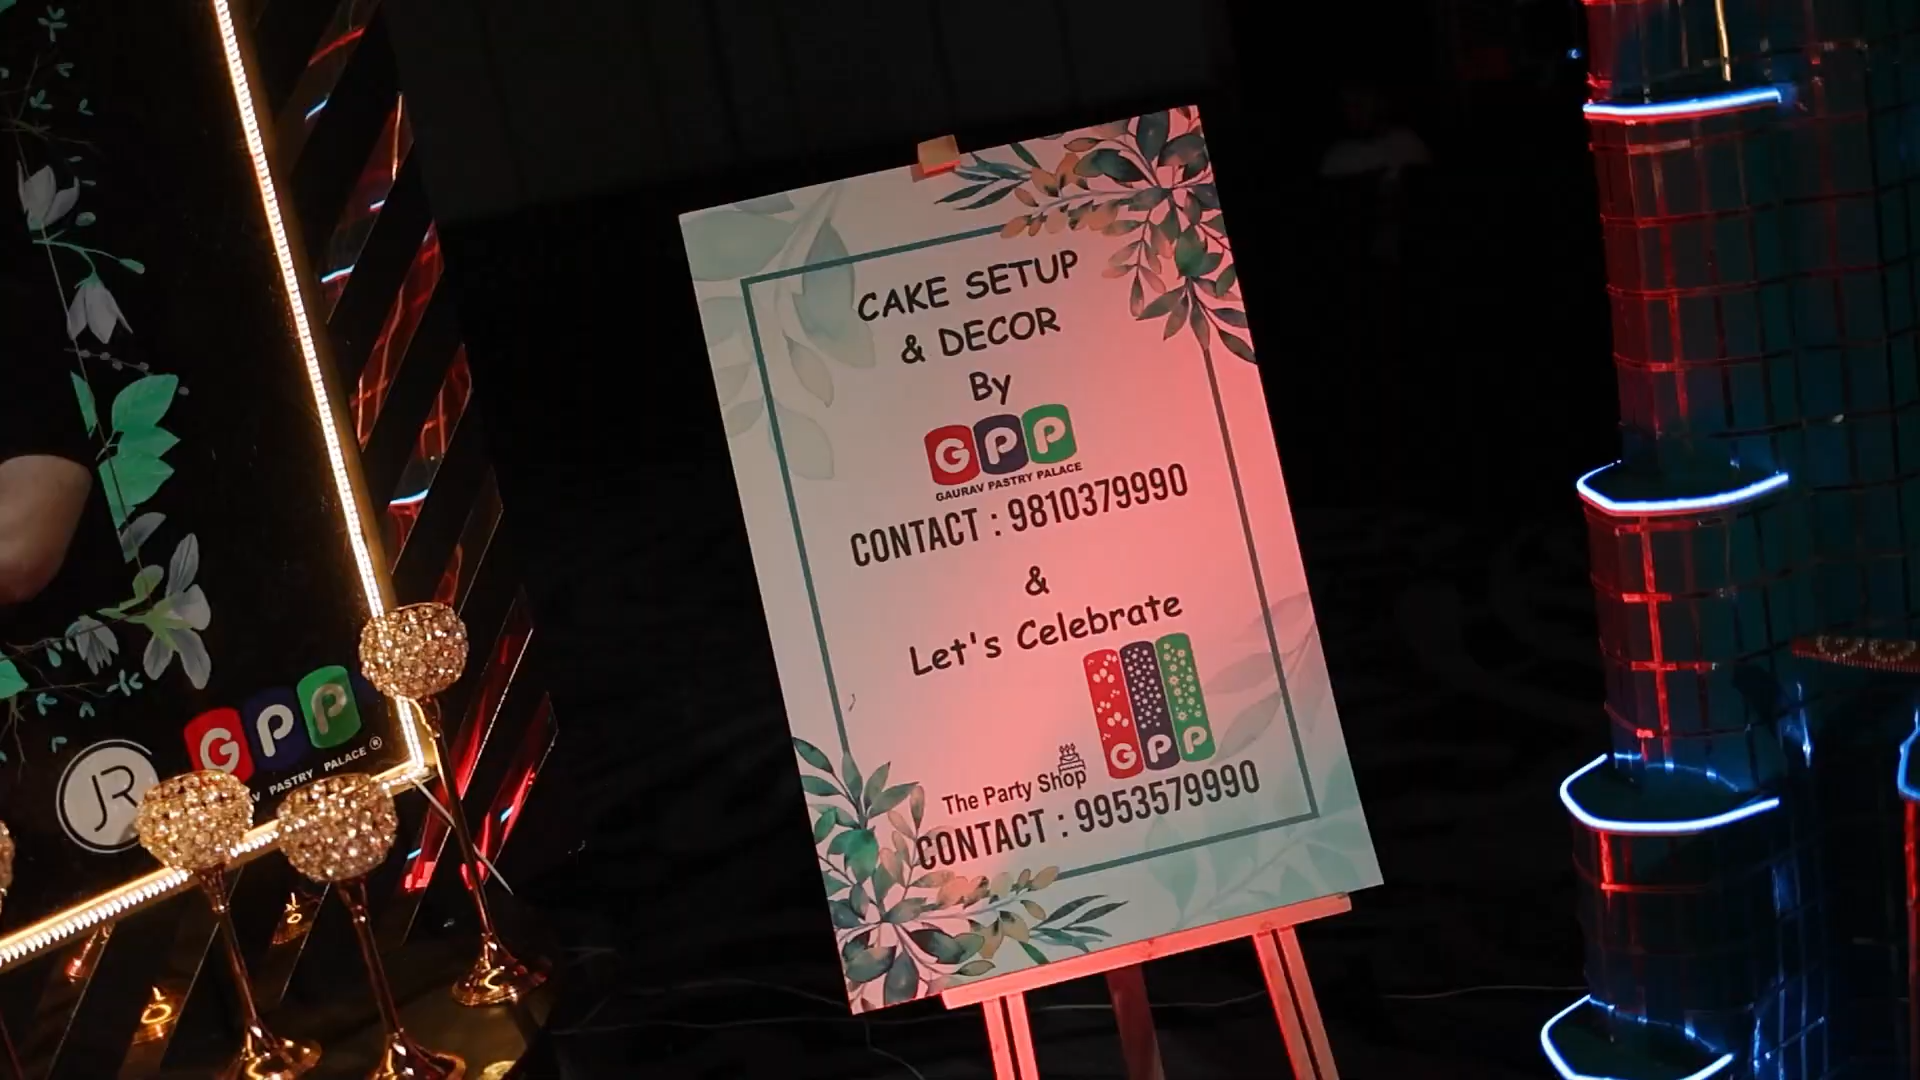 CAKE SETUP
& DECOR
By
GPP
GAURAV PASTRY PALACE
CONTACT : 9810379990
&
Let's Celebrate
GPP
The Party Shop
CONTACT : 9953579990
JR
GPP
PASTRY PALACE ®